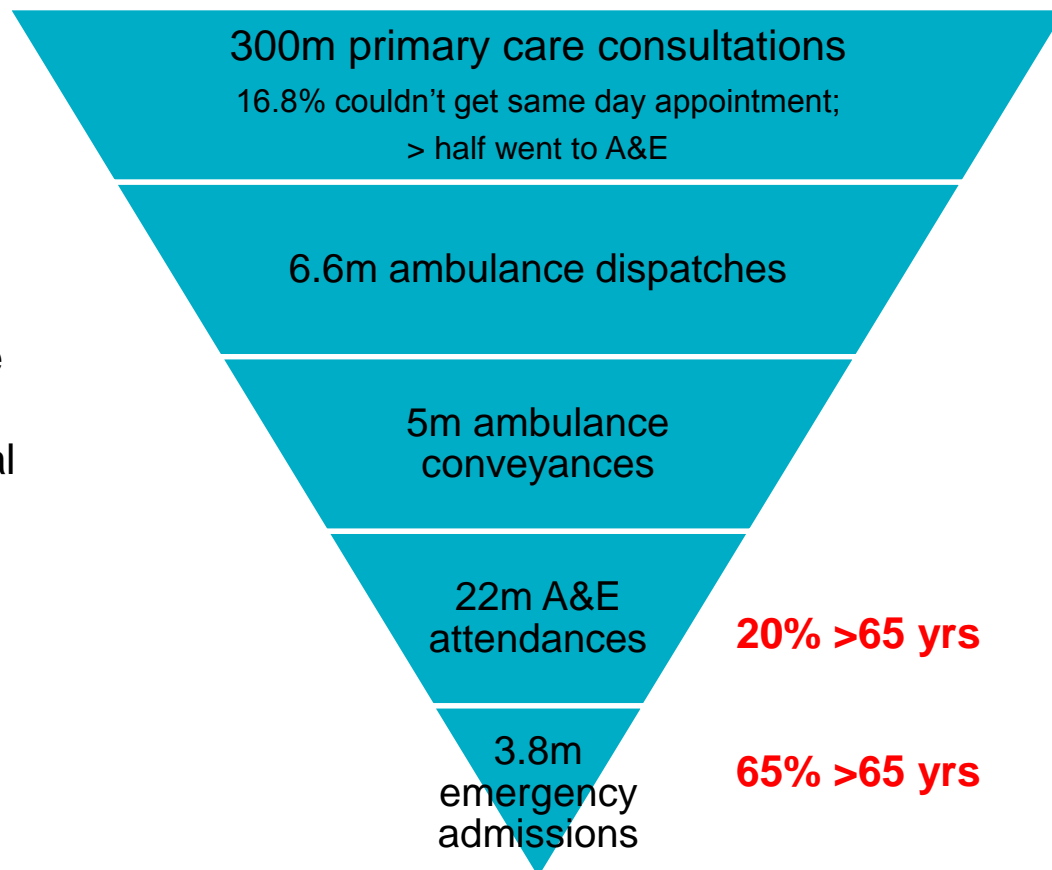 300m primary care consultations
16.8% couldn’t get same day appointment;
> half went to A&E
6.6m ambulance dispatches
5m ambulance
conveyances
22m A&E
attendances
20% >65 yrs
3.8m
emergency
admissions
65% >65 yrs